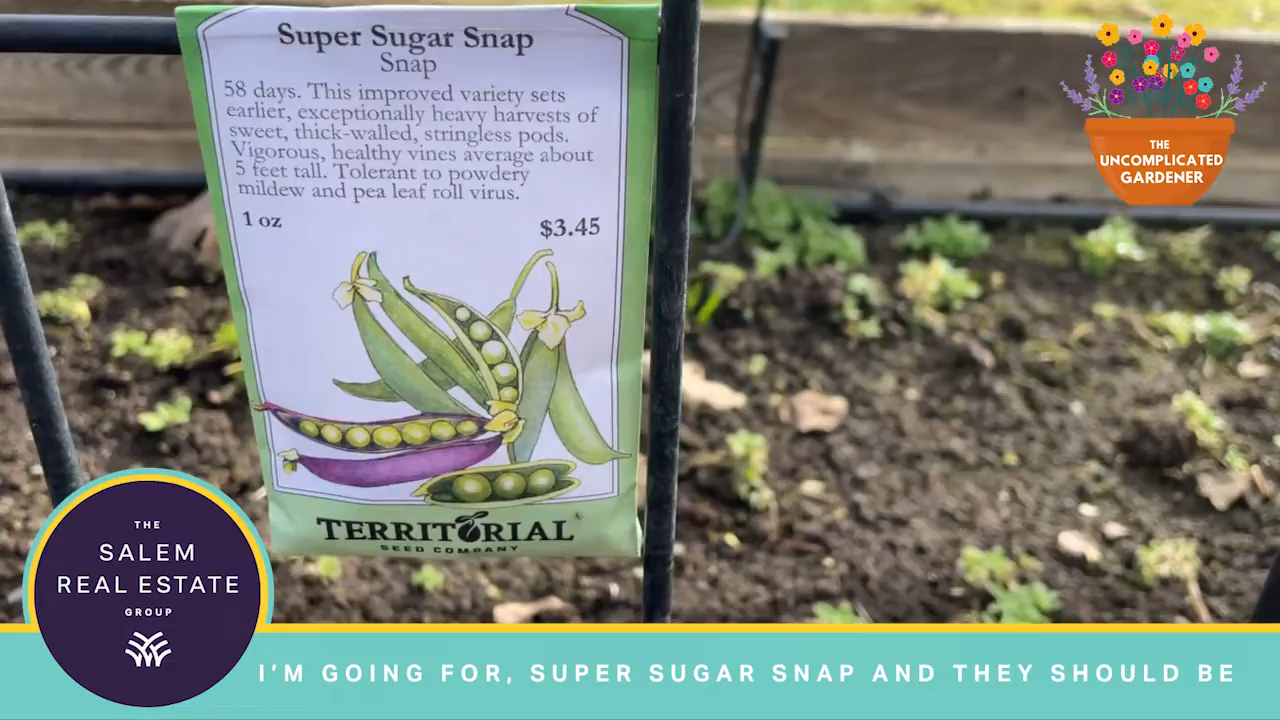 Super Sugar Snap
Snap
58 days. This improved variety sets
earlier, exceptionally heavy harvests of
sweet, thick-walled, stringless pods.
Vigorous, healthy vines average about
5 feet tall. Tolerant to powdery
mildew and pea leaf roll virus.
1 oz
$3.45
TERRITORIAL
SEED COMPANY
THE
UNCOMPLICATED
GARDENER
THE
SALEM
REAL ESTATE
GROUP
I'M GOING FOR, SUPER SUGAR SNAP AND THEY SHOULD BE